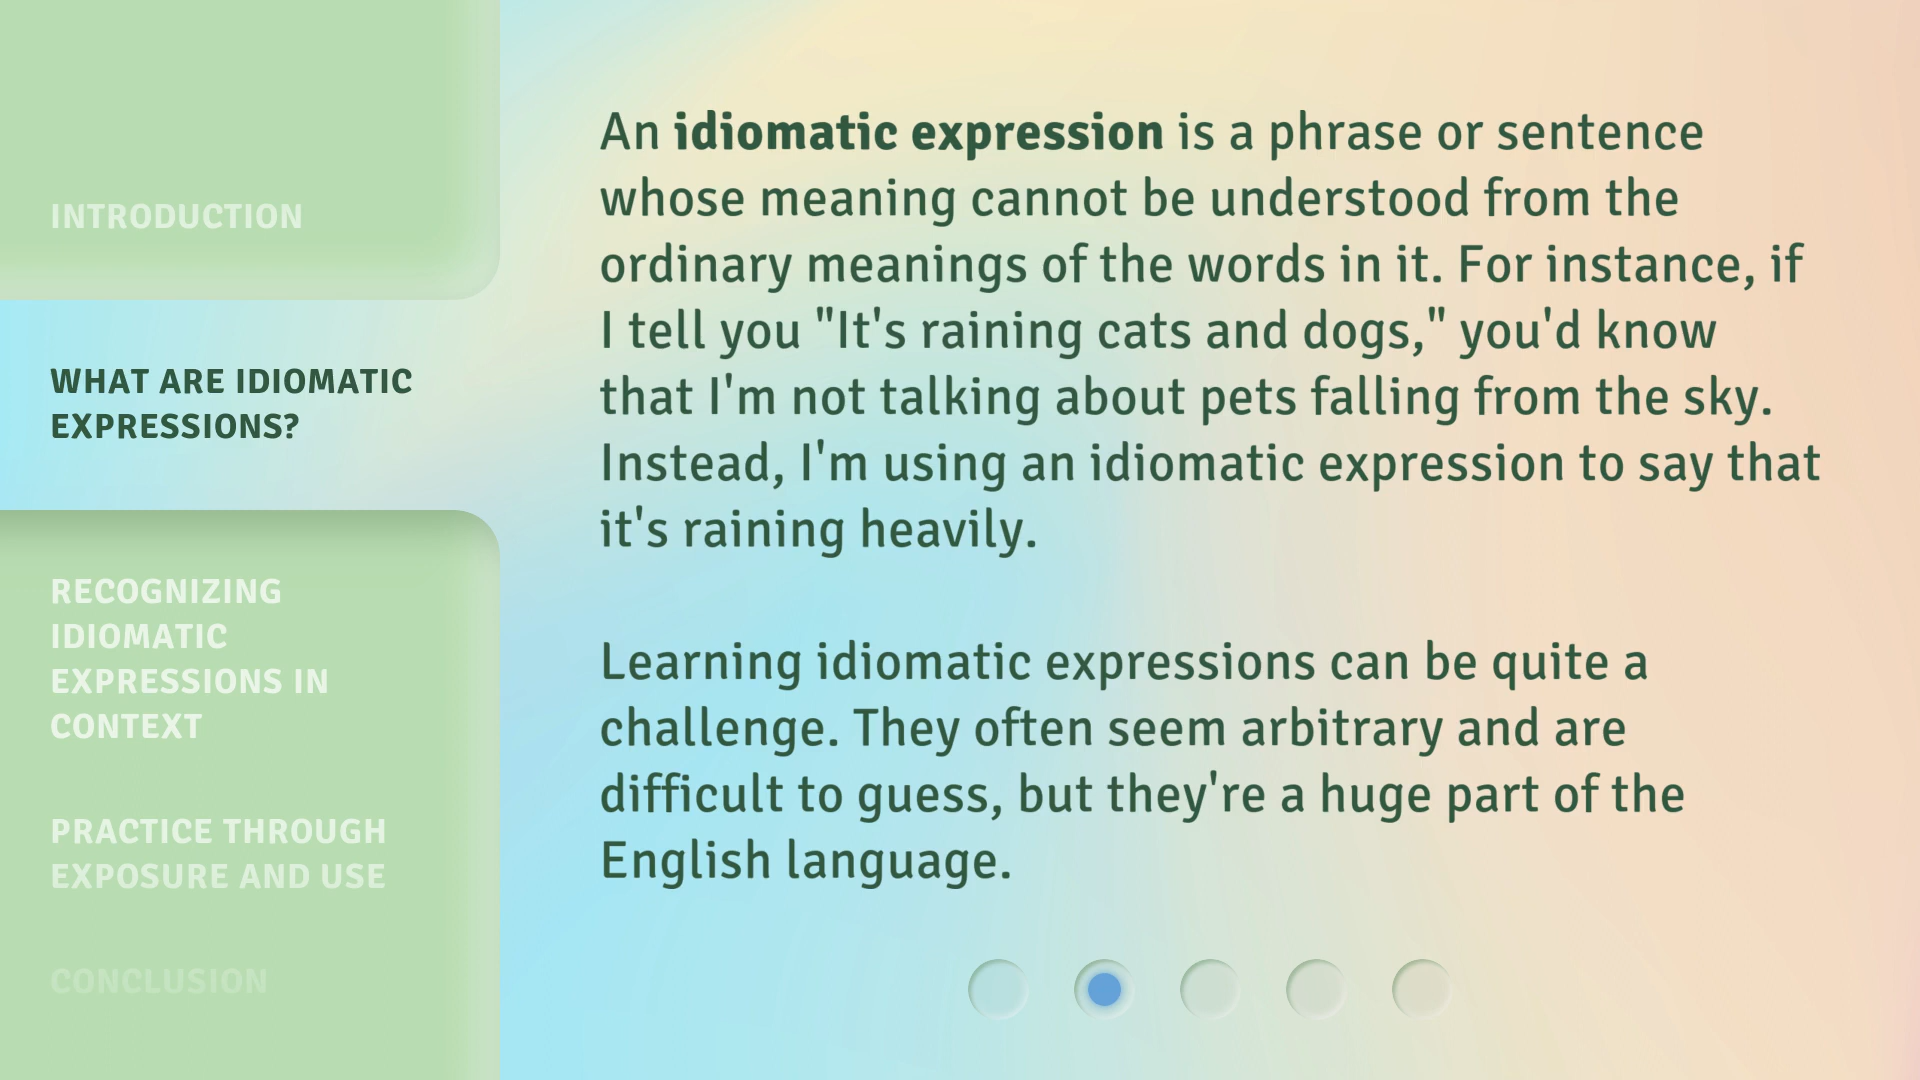 INTRODUCTION
WHAT ARE IDIOMATIC
EXPRESSIONS?
RECOGNIZING
IDIOMATIC
EXPRESSIONS IN
CONTEXT
PRACTICE THROUGH
EXPOSURE AND USE
CONCLUSION
An idiomatic expression is a phrase or sentence
whose meaning cannot be understood from the
ordinary meanings of the words in it. For instance, if
I tell you "It's raining cats and dogs," you'd know
that I'm not talking about pets falling from the sky.
Instead, I'm using an idiomatic expression to say that
it's raining heavily.
Learning idiomatic expressions can be quite a
challenge. They often seem arbitrary and are
difficult to guess, but they're a huge part of the
English language.